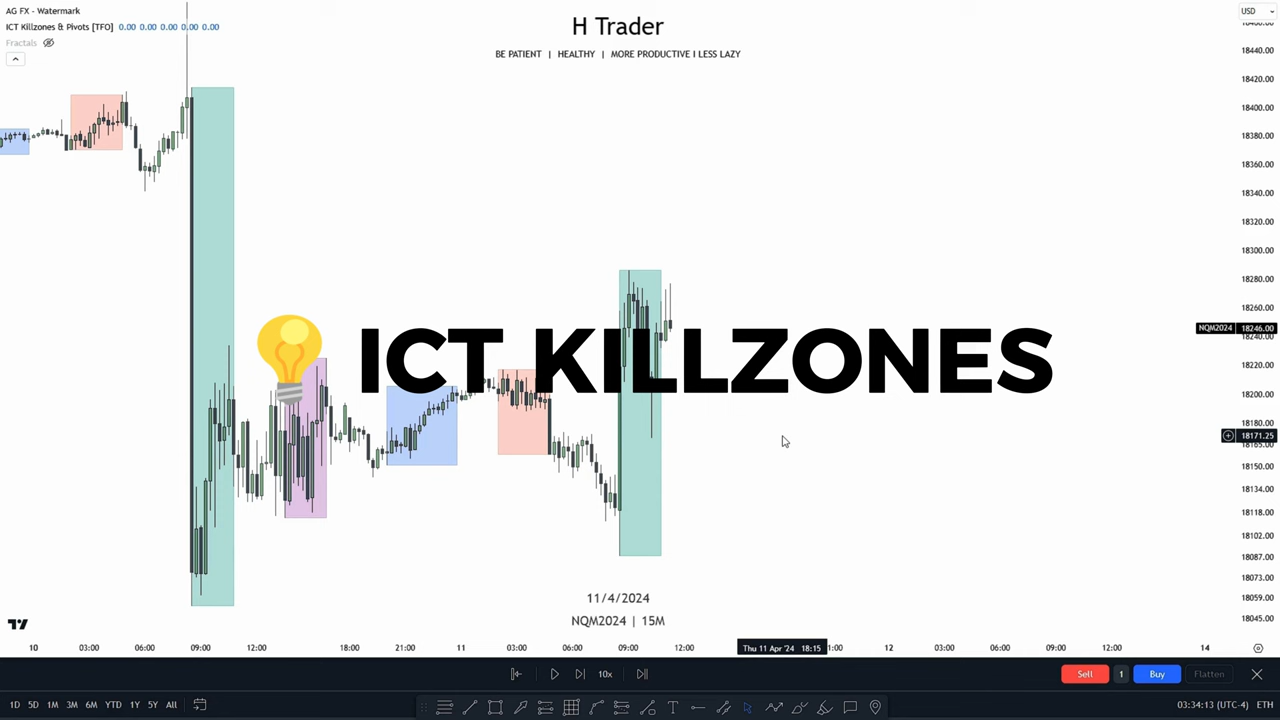 AG FX - Watermark
ICT Killzones & Pivots [TFO] 0.00 0.00 0.00 0.00 0.00
Fractals
H Trader
BE PATIENT | HEALTHY | MORE PRODUCTIVE I LESS LAZY
USD
18440.00
18420.00
18400.00
18380.00
18360.00
18340.00
18320.00
18300.00
18280.00
18260.00
NQM2024 18246.00
18220.00
18200.00
18180.00
18171.25
18150.00
18134.00
18118.00
18102.00
18087.00
18073.00
18059.00
18045.00
ICT KILLZONES
11/4/2024
NQM2024 | 15M
10 03:00 06:00 09:00 12:00 18:00 21:00 11 03:00 09:00 12:00 Thu 11 Apr '24 18:15 12 03:00 06:00 09:00 12:00 14
10x
Sell 1 Buy Flatten
1D 5D 1M 3M 6M YTD 1Y 5Y All
03:34:13 (UTC-4) ETH